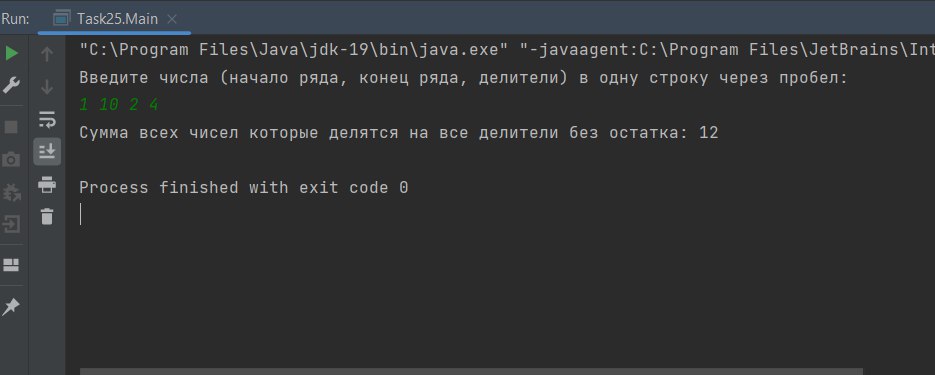 Run: Task25.Main
"C:\Program Files\Java\jdk-19\bin\java.exe" "-javaagent:C:\Program Files\JetBrains\Int
Введите числа (начало ряда, конец ряда, делители) в одну строку через пробел:
1 10 2 4
Сумма всех чисел которые делятся на все делители без остатка: 12
Process finished with exit code 0